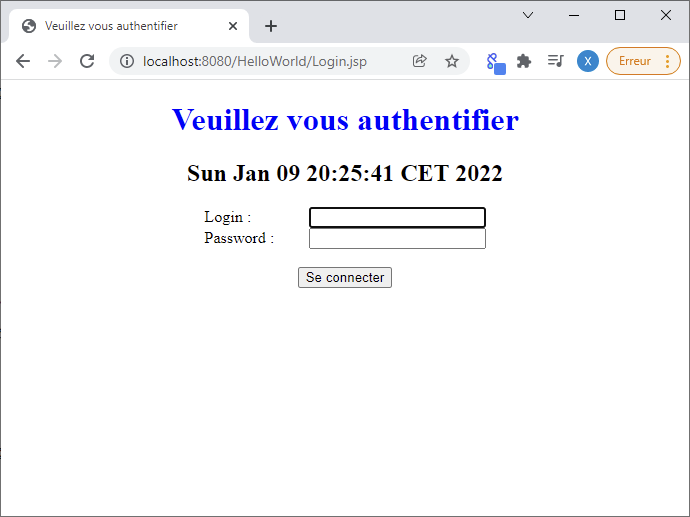 Veuillez vous authentifier
localhost:8080/HelloWorld/Login.jsp
X
Erreur
Veuillez vous authentifier
Sun Jan 09 20:25:41 CET 2022
Login :
Password :
Se connecter